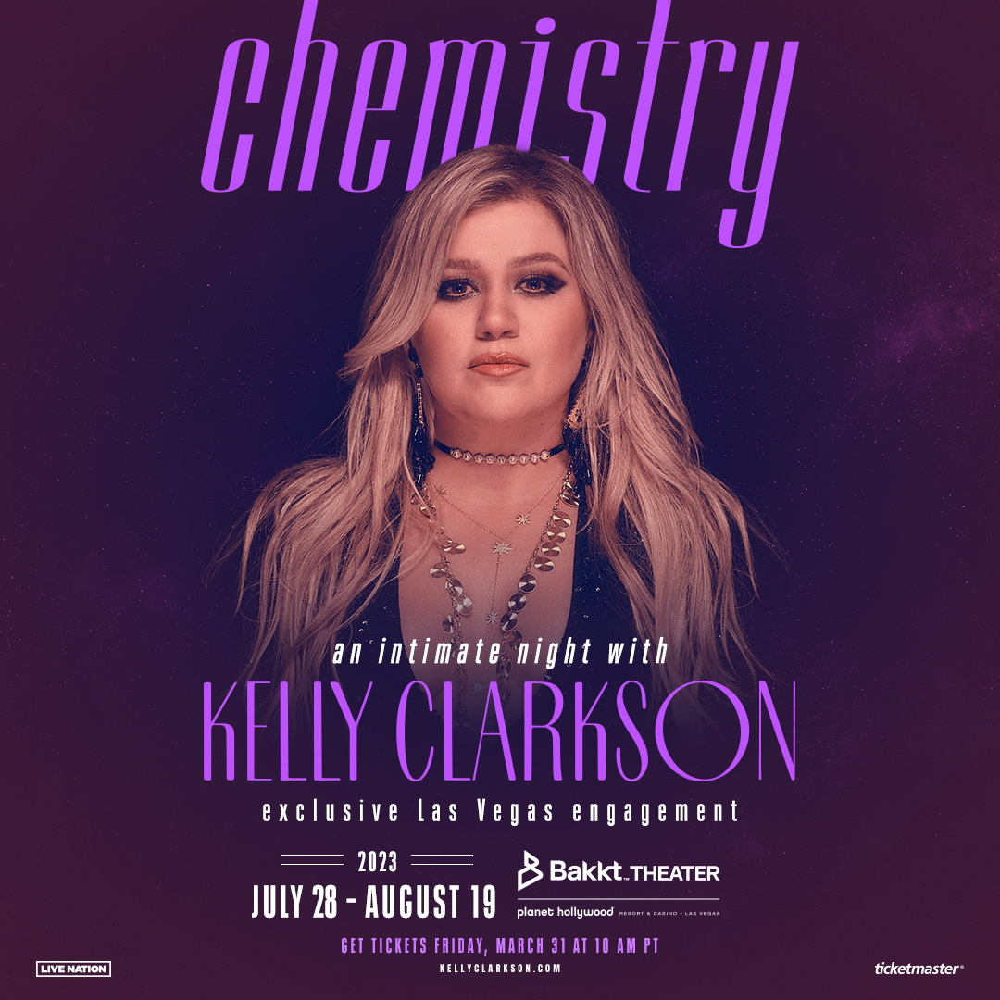 chemistry
an intimate night with
KELLY CLARKSON
exclusive Las Vegas engagement
2023
JULY 28 - AUGUST 19
Bakkt™ THEATER
planet hollywood RESORT & CASINO • LAS VEGAS
GET TICKETS FRIDAY, MARCH 31 AT 10 AM PT
KELLYCLARKSON.COM
LIVE NATION
ticketmaster®